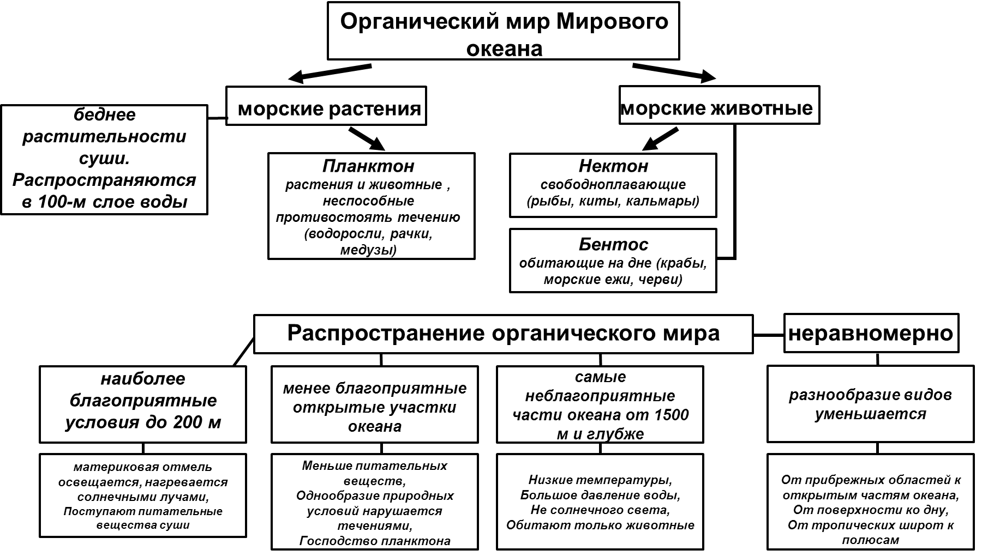 Органический мир Мирового
океана
морские растения
морские животные
беднее
растительности
суши.
Распространяются
в 100-м слое воды
Планктон
растения и животные ,
неспособные
противостоять течению
(водоросли, рачки,
медузы)
Нектон
свободноплавающие
(рыбы, киты, кальмары)
Бентос
обитающие на дне (крабы,
морские ежи, черви)
Распространение органического мира
неравномерно
наиболее
благоприятные
условия до 200 м
менее благоприятные
открытые участки
океана
самые
неблагоприятные
части океана от 1500
м и глубже
разнообразие видов
уменьшается
материковая отмель
освещается, нагревается
солнечными лучами,
Поступают питательные
вещества суши
Меньше питательных
веществ,
Однообразие природных
условий нарушается
течениями,
Господство планктона
Низкие температуры,
Большое давление воды,
Не солнечного света,
Обитают только животные
От прибрежных областей к
открытым частям океана,
От поверхности ко дну,
От тропических широт к
полюсам